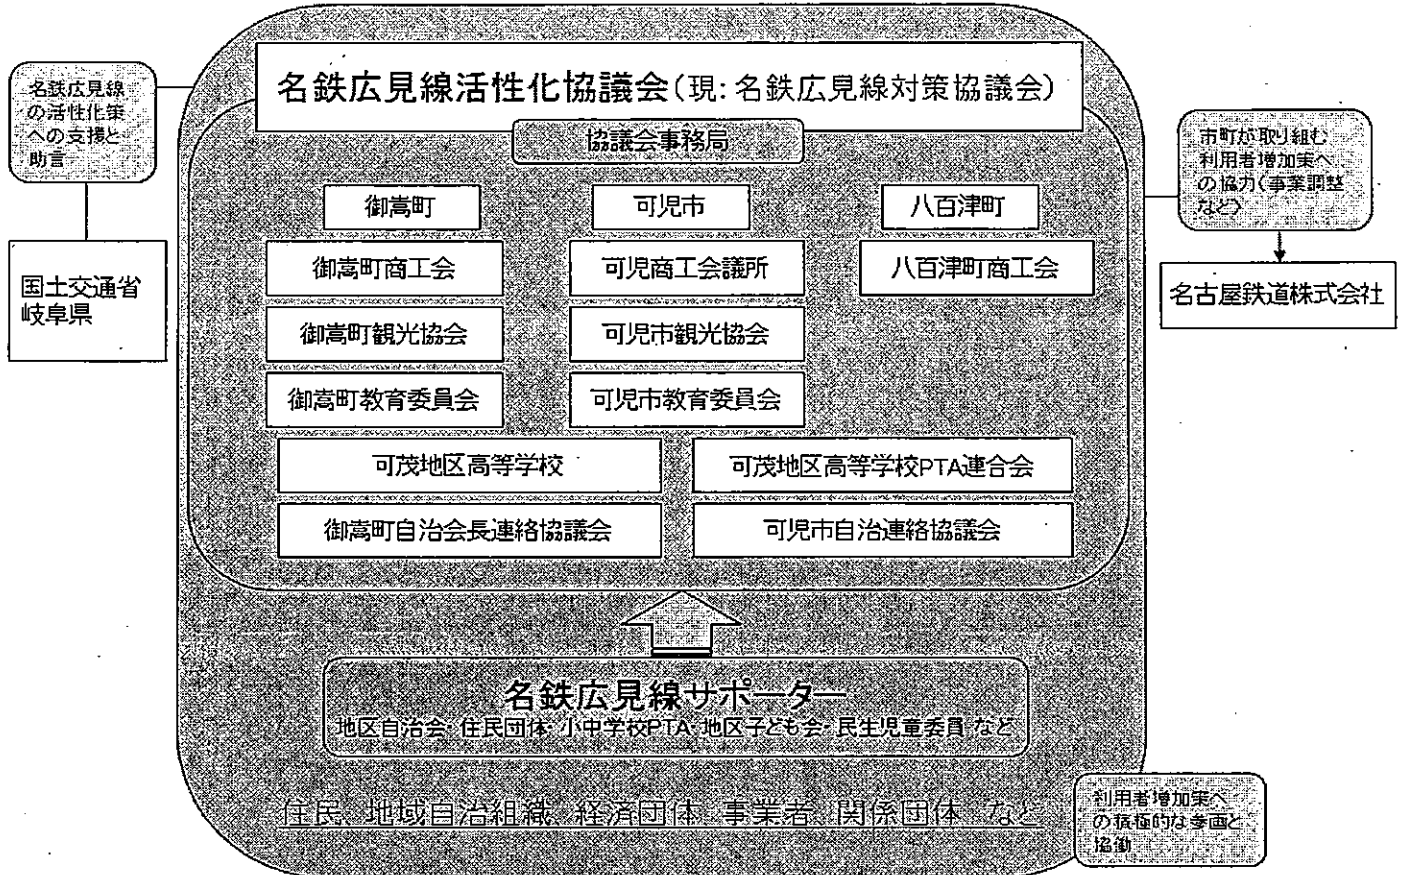 名鉄広見線活性化協議会(現:名鉄広見線対策協議会)
協議会事務局
名鉄広見線
の活性化策
への支援と
助言
国土交通省
岐阜県
市町が取り組む
利用者増加策へ
の協力(事業調整
など)
名古屋鉄道株式会社
御嵩町
可児市
八百津町
御嵩町商工会
可児商工会議所
八百津町商工会
御嵩町観光協会
可児市観光協会
御嵩町教育委員会
可児市教育委員会
可茂地区高等学校
可茂地区高等学校PTA連合会
御嵩町自治会長連絡協議会
可児市自治連絡協議会
名鉄広見線サポーター
地区自治会・住民団体・小中学校PTA・地区子ども会・民生児童委員 など
住民 地域自治組織 経済団体 事業者 関係団体 など
利用者増加策へ
の積極的な参画と
協働